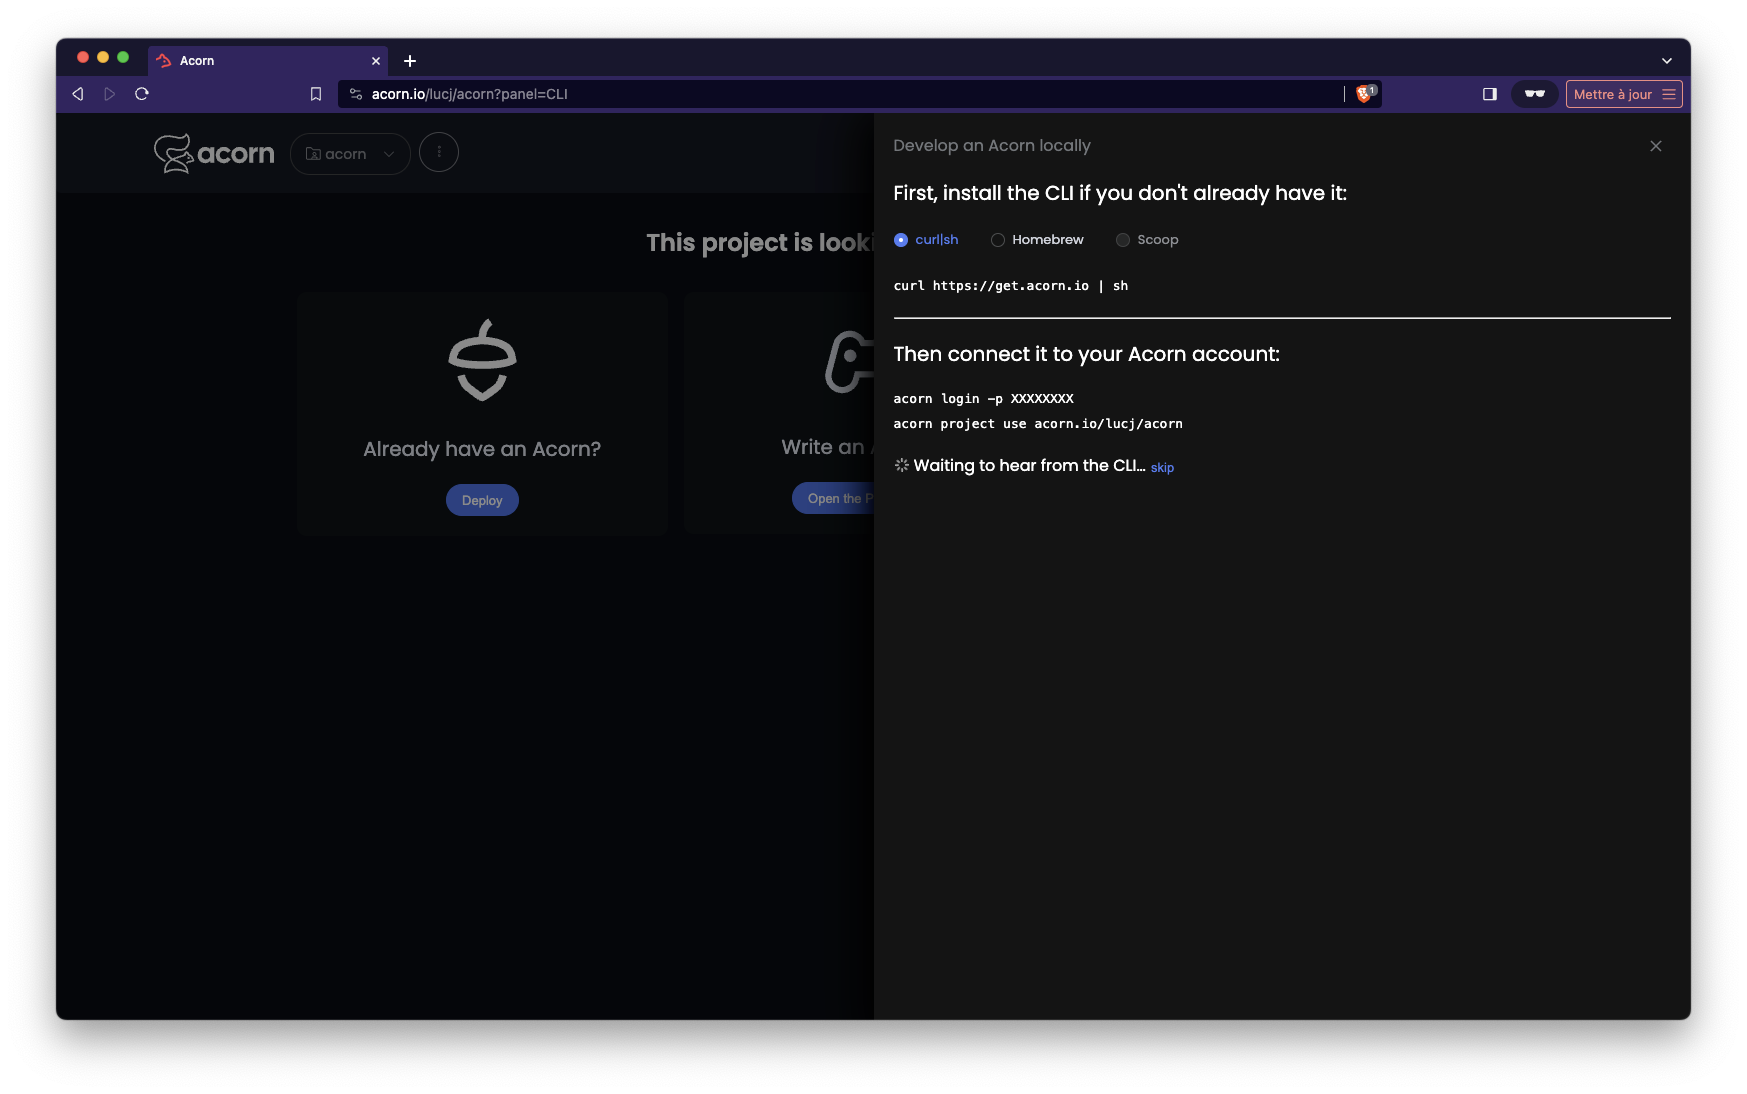 Acorn
acorn.io/lucj/acorn?panel=CLI
1
Mettre à jour
acorn
acorn
This project is looki
Already have an Acorn?
Deploy
Write an
Open the P
Develop an Acorn locally
First, install the CLI if you don't already have it:
curl|sh Homebrew Scoop
curl https://get.acorn.io | sh
Then connect it to your Acorn account:
acorn login -p XXXXXXXX
acorn project use acorn.io/lucj/acorn
Waiting to hear from the CLI... skip